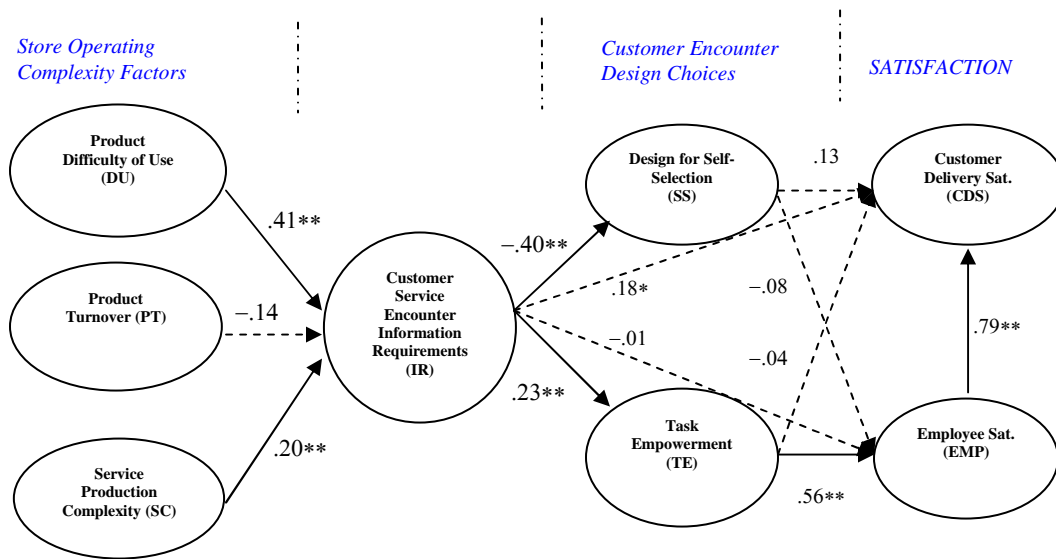 Store Operating
Complexity Factors
Customer Encounter
Design Choices
SATISFACTION
Product
Difficulty of Use
(DU)
Design for Self-
Selection
(SS)
.13
Customer
Delivery Sat.
(CDS)
.41**
−.40**
Product
Turnover (PT)
−.14
Customer
Service
Encounter
Information
Requirements
(IR)
.18*
−.08
−.01
−.04
.79**
.23**
.20**
Service
Production
Complexity (SC)
Task
Empowerment
(TE)
.56**
Employee Sat.
(EMP)